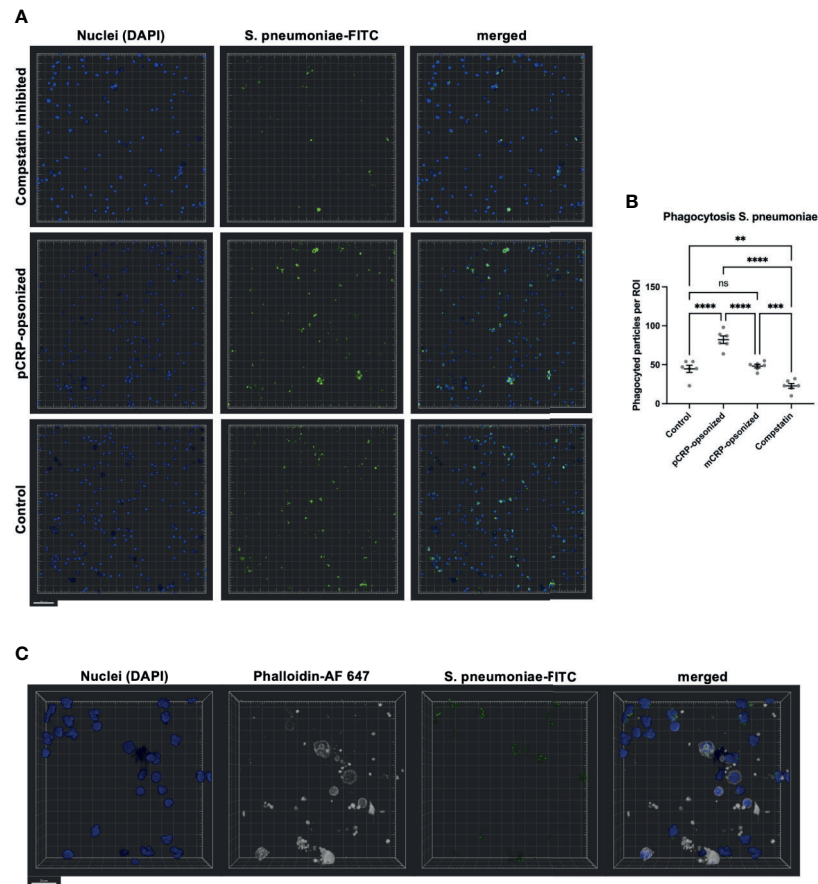 A
Nuclei (DAPI) S. pneumoniae-FITC merged
Compstatin inhibited
pCRP-opsonized
Control
B
Phagocytosis S. pneumoniae
**
****
ns
**** **** ***
Phagocyted particles per ROI
150
100
50
0
Control pCRP-opsonized mCRP-opsonized Compstatin
C
Nuclei (DAPI) Phalloidin-AF 647 S. pneumoniae-FITC merged